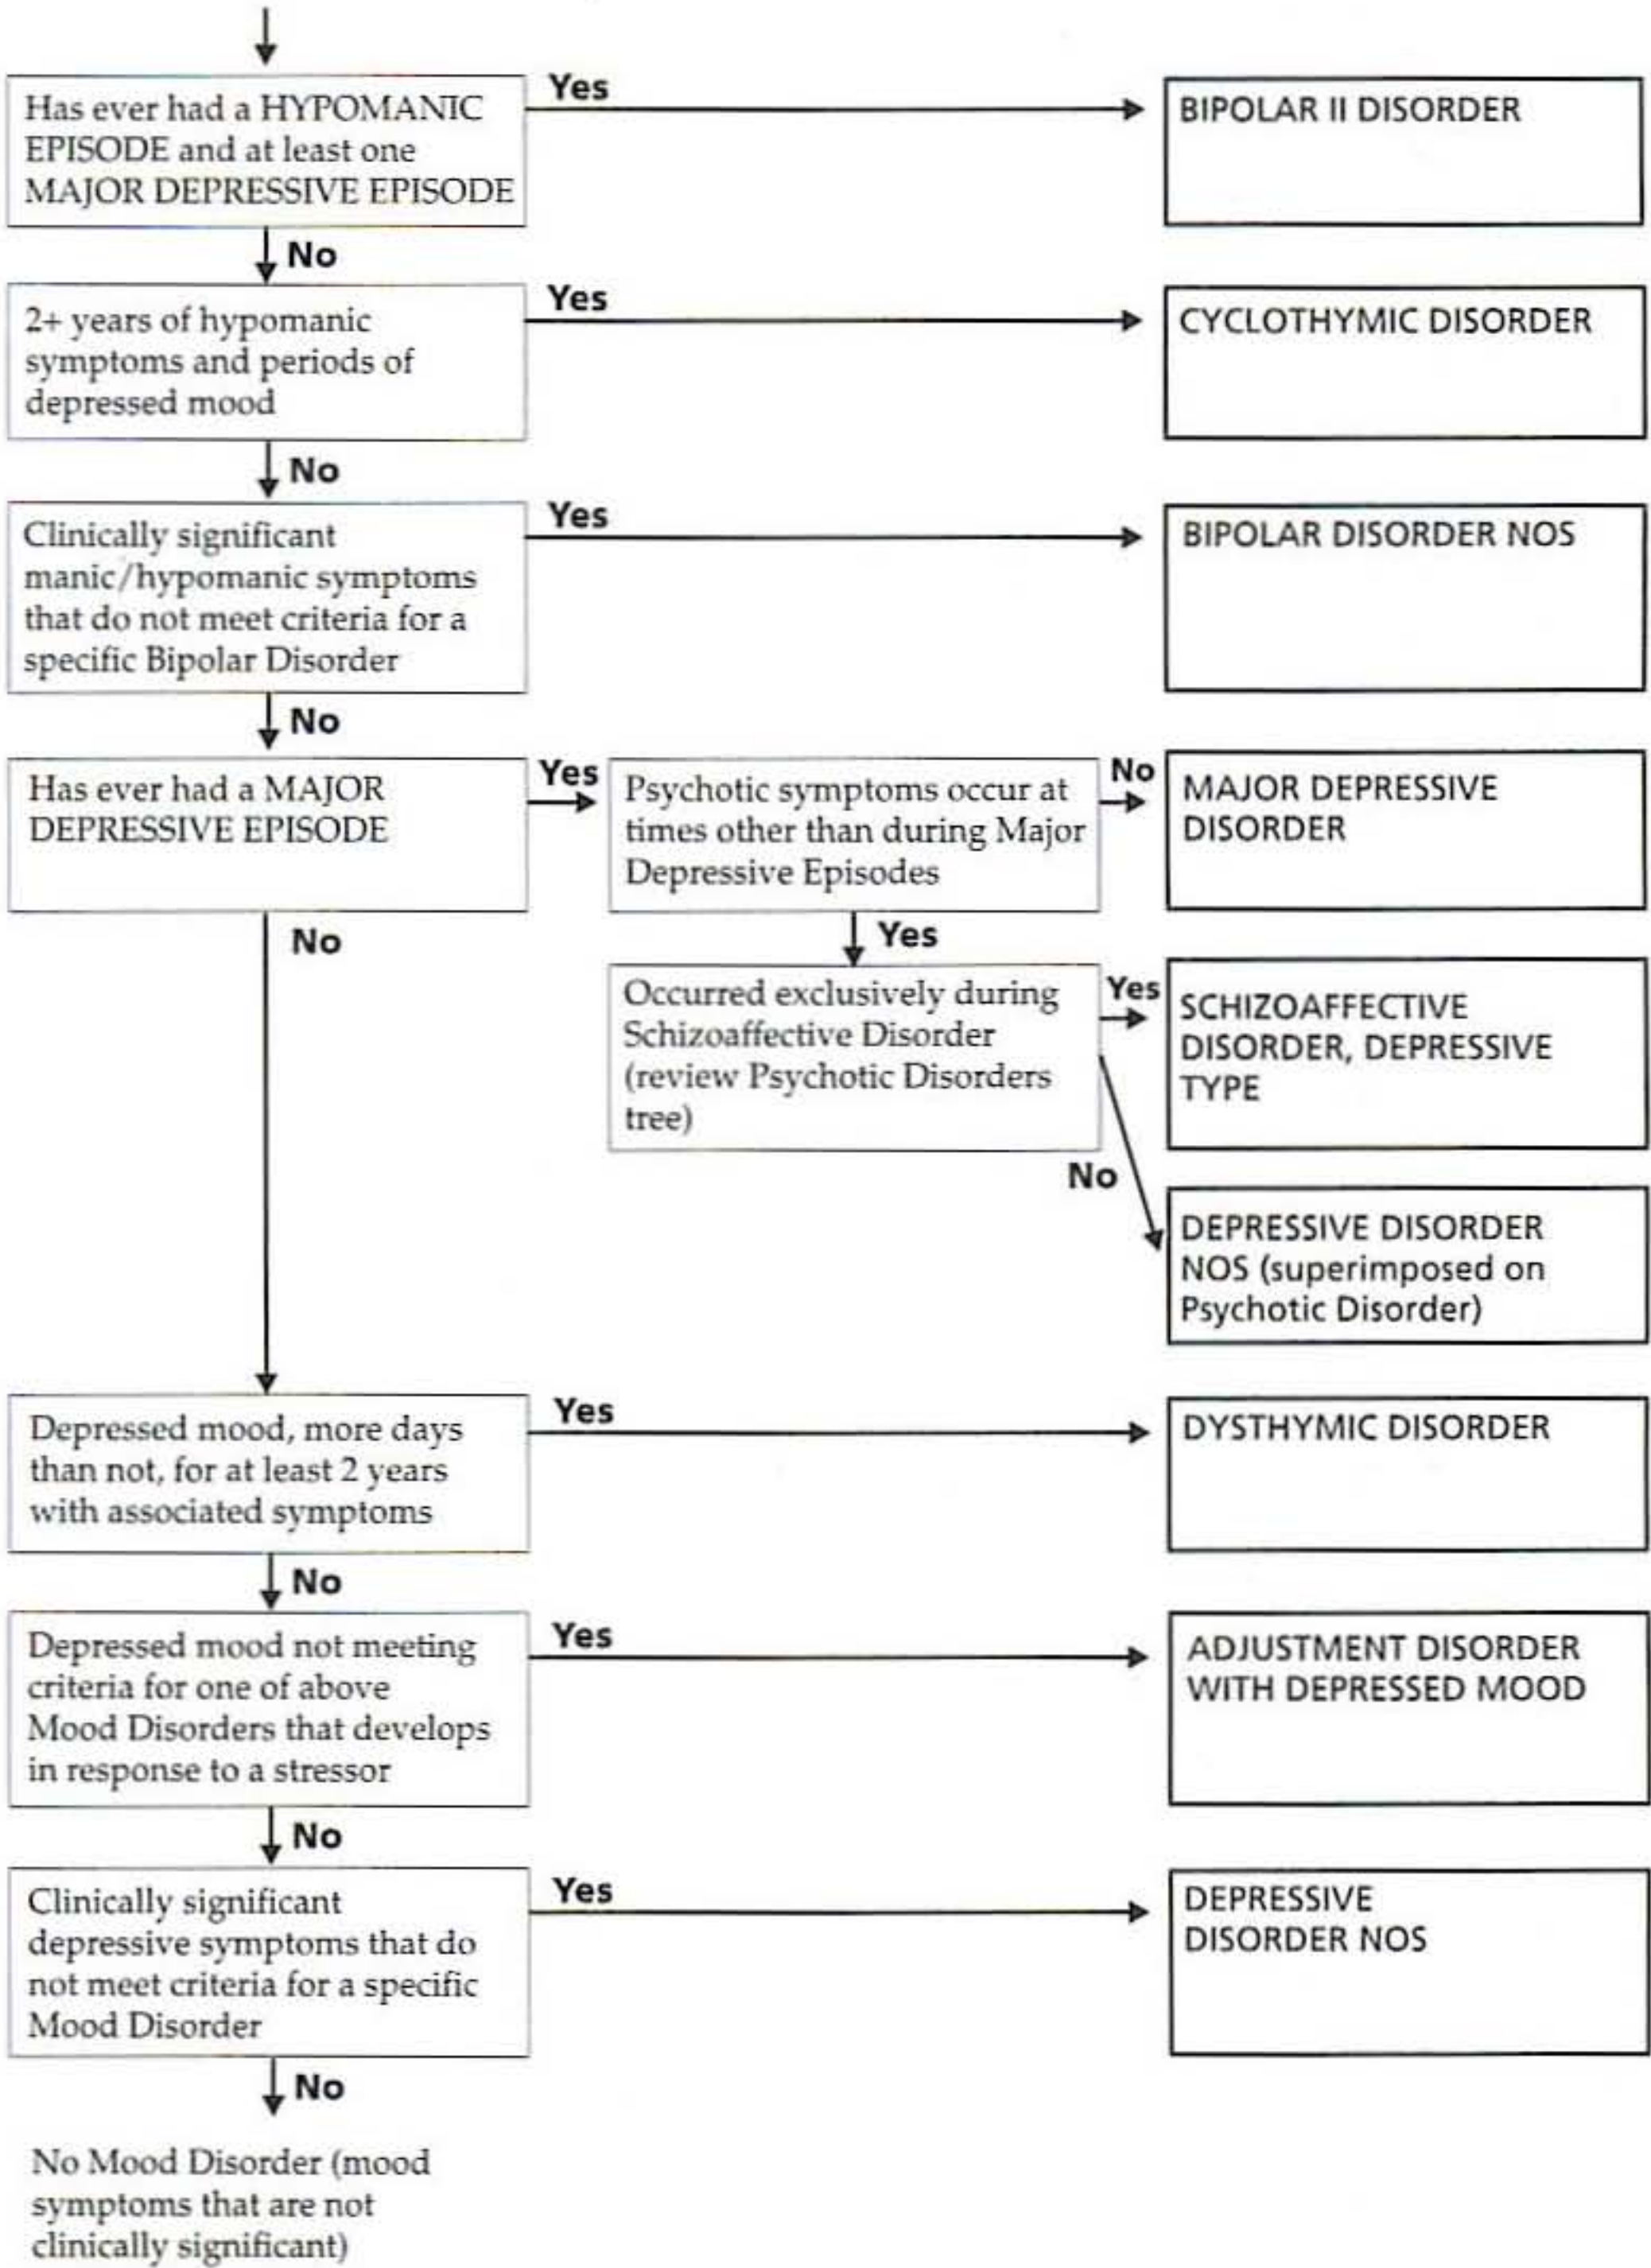 Has ever had a HYPOMANIC
EPISODE and at least one
MAJOR DEPRESSIVE EPISODE
Yes
BIPOLAR II DISORDER
No
2+ years of hypomanic
symptoms and periods of
depressed mood
Yes
CYCLOTHYMIC DISORDER
No
Clinically significant
manic/hypomanic symptoms
that do not meet criteria for a
specific Bipolar Disorder
Yes
BIPOLAR DISORDER NOS
No
Has ever had a MAJOR
DEPRESSIVE EPISODE
Yes
Psychotic symptoms occur at
times other than during Major
Depressive Episodes
No
MAJOR DEPRESSIVE
DISORDER
No
Yes
Occurred exclusively during
Schizoaffective Disorder
(review Psychotic Disorders
tree)
Yes
SCHIZOAFFECTIVE
DISORDER, DEPRESSIVE
TYPE
No
DEPRESSIVE DISORDER
NOS (superimposed on
Psychotic Disorder)
Depressed mood, more days
than not, for at least 2 years
with associated symptoms
Yes
DYSTHYMIC DISORDER
No
Depressed mood not meeting
criteria for one of above
Mood Disorders that develops
in response to a stressor
Yes
ADJUSTMENT DISORDER
WITH DEPRESSED MOOD
No
Clinically significant
depressive symptoms that do
not meet criteria for a specific
Mood Disorder
Yes
DEPRESSIVE
DISORDER NOS
No
No Mood Disorder (mood
symptoms that are not
clinically significant)